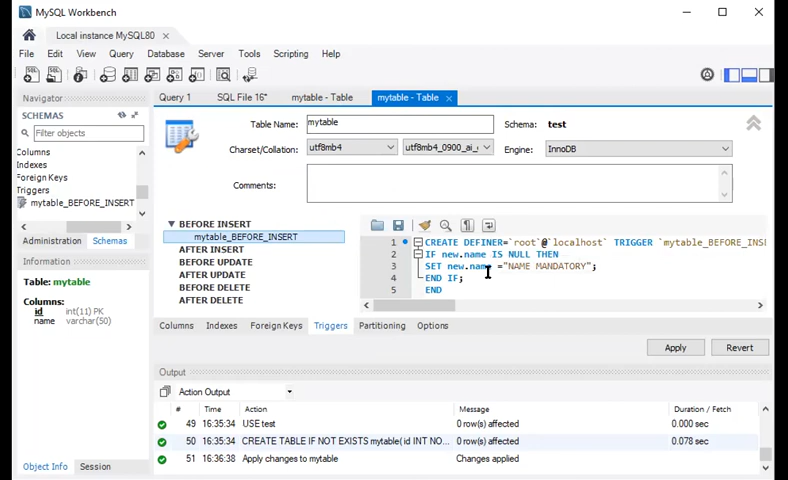 MySQL Workbench
Local instance MySQL80
File Edit View Query Database Server Tools Scripting Help
Navigator
SCHEMAS
Filter objects
Columns
Indexes
Foreign Keys
Triggers
mytable_BEFORE_INSERT
Administration Schemas
Information
Table: mytable
Columns:
id int(11) PK
name varchar(50)
Object Info Session
Query 1 SQL File 16* mytable - Table mytable - Table
Table Name: mytable Schema: test
Charset/Collation: utf8mb4 utf8mb4_0900_ai_ Engine: InnoDB
Comments:
BEFORE INSERT
mytable_BEFORE_INSERT
AFTER INSERT
BEFORE UPDATE
AFTER UPDATE
BEFORE DELETE
AFTER DELETE
1 CREATE DEFINER=`root`@`localhost` TRIGGER `mytable_BEFORE_INSE
2 IF new.name IS NULL THEN
3 SET new.name ="NAME MANDATORY";
4 END IF;
5 END
Columns Indexes Foreign Keys Triggers Partitioning Options
Apply Revert
Output
Action Output
# Time Action Message Duration / Fetch
49 16:35:34 USE test 0 row(s) affected 0.000 sec
50 16:35:34 CREATE TABLE IF NOT EXISTS mytable( id INT NO... 0 row(s) affected 0.078 sec
51 16:36:38 Apply changes to mytable Changes applied